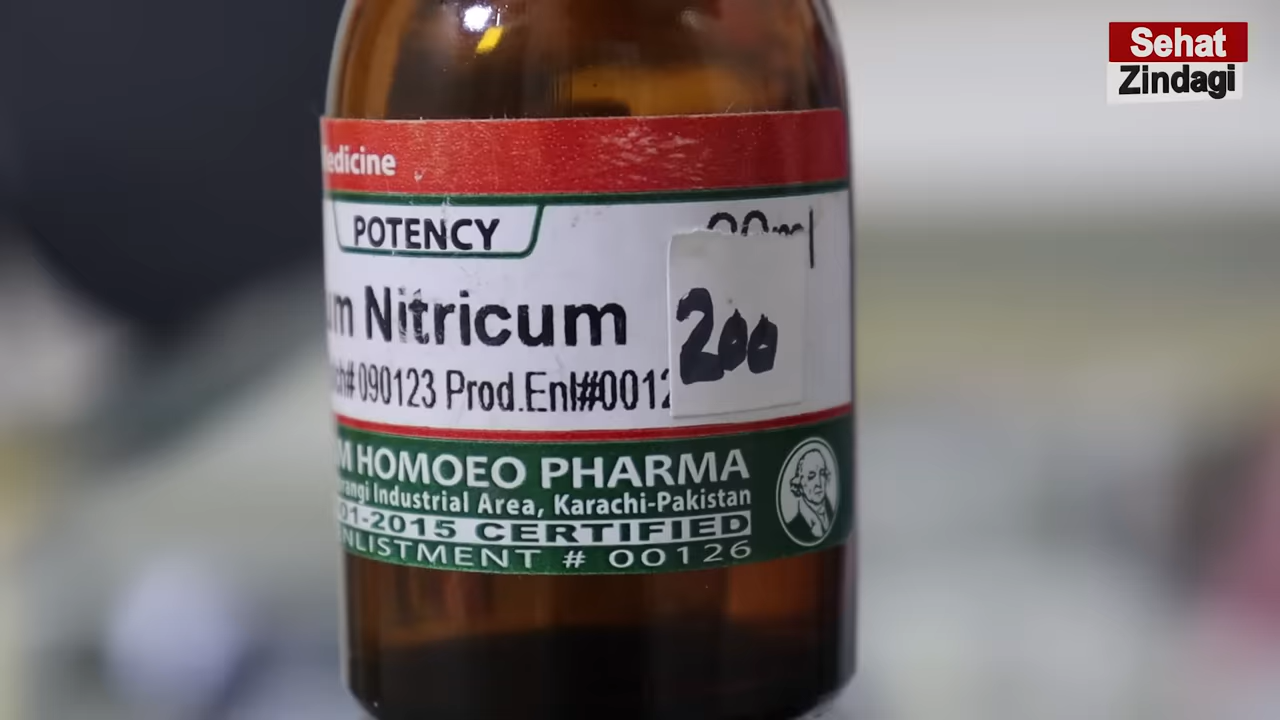 Sehat
Zindagi
Medicine
POTENCY
um Nitricum
200
ch# 090123 Prod.Enl#0012
M HOMOEO PHARMA
rangi Industrial Area, Karachi-Pakistan
01-2015 CERTIFIED
NLISTMENT # 00126